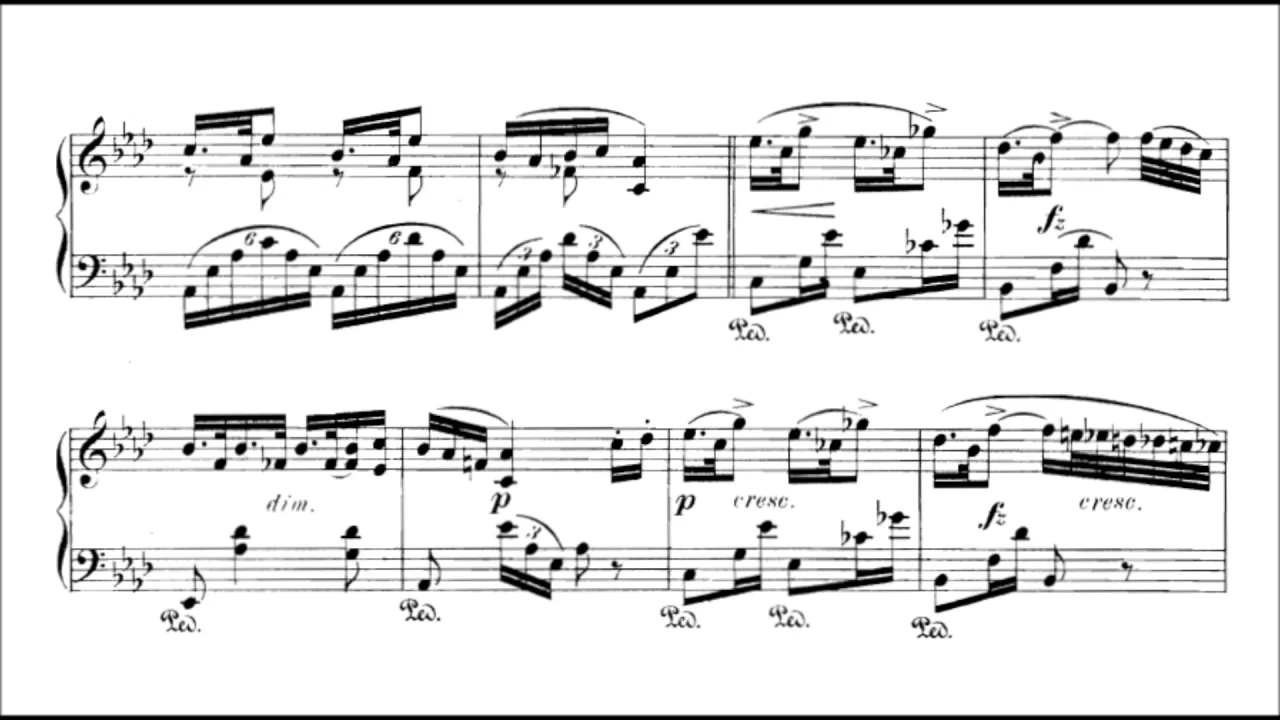 6 6 3 3 3
fz
Ped. Ped. Ped.
dim. p p cresc. fz cresc.
3
Ped. Ped. Ped. Ped. Ped.